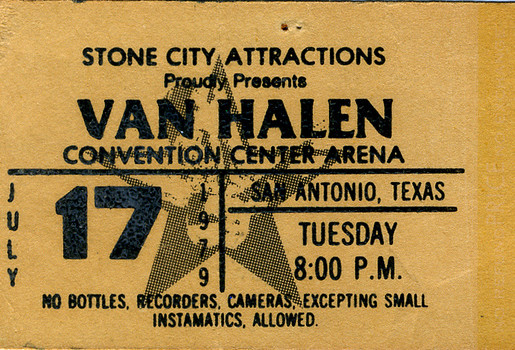 STONE CITY ATTRACTIONS
Proudly Presents
VAN HALEN
CONVENTION CENTER ARENA
JULY
17
1979
SAN ANTONIO, TEXAS
TUESDAY
8:00 P.M.
NO BOTTLES, RECORDERS, CAMERAS, EXCEPTING SMALL
INSTAMATICS, ALLOWED.